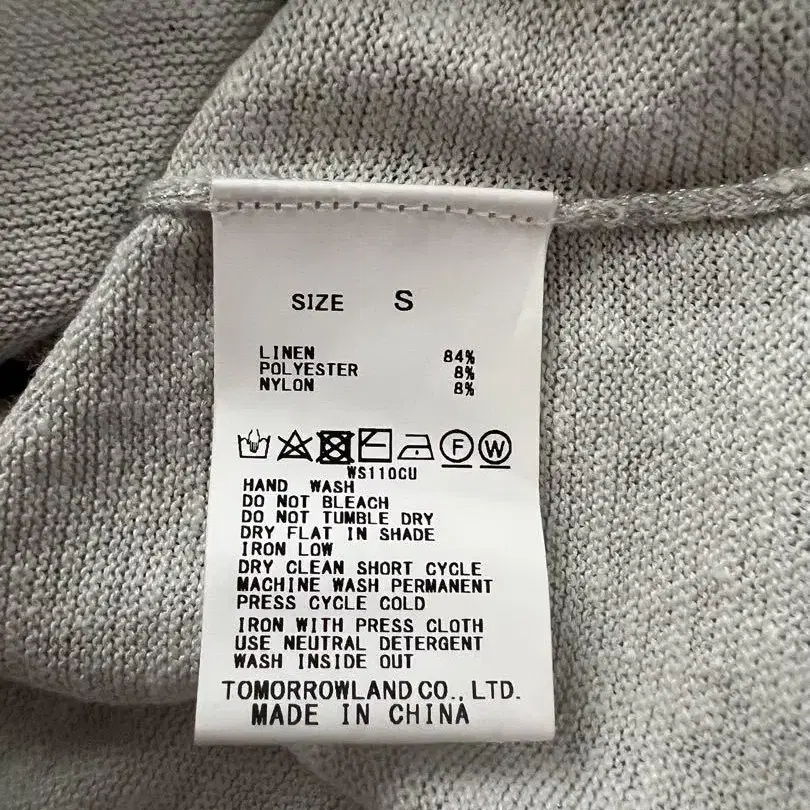 SIZE S
LINEN 84%
POLYESTER 8%
NYLON 8%
F W
WS110CU
HAND WASH
DO NOT BLEACH
DO NOT TUMBLE DRY
DRY FLAT IN SHADE
IRON LOW
DRY CLEAN SHORT CYCLE
MACHINE WASH PERMANENT
PRESS CYCLE COLD
IRON WITH PRESS CLOTH
USE NEUTRAL DETERGENT
WASH INSIDE OUT
TOMORROWLAND CO., LTD.
MADE IN CHINA